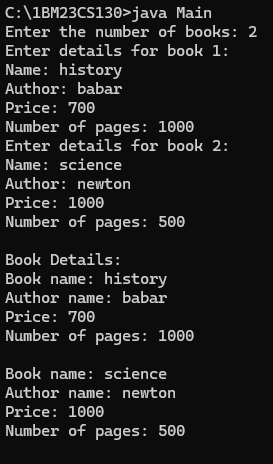 C:\1BM23CS130>java Main
Enter the number of books: 2
Enter details for book 1:
Name: history
Author: babar
Price: 700
Number of pages: 1000
Enter details for book 2:
Name: science
Author: newton
Price: 1000
Number of pages: 500

Book Details:
Book name: history
Author name: babar
Price: 700
Number of pages: 1000

Book name: science
Author name: newton
Price: 1000
Number of pages: 500